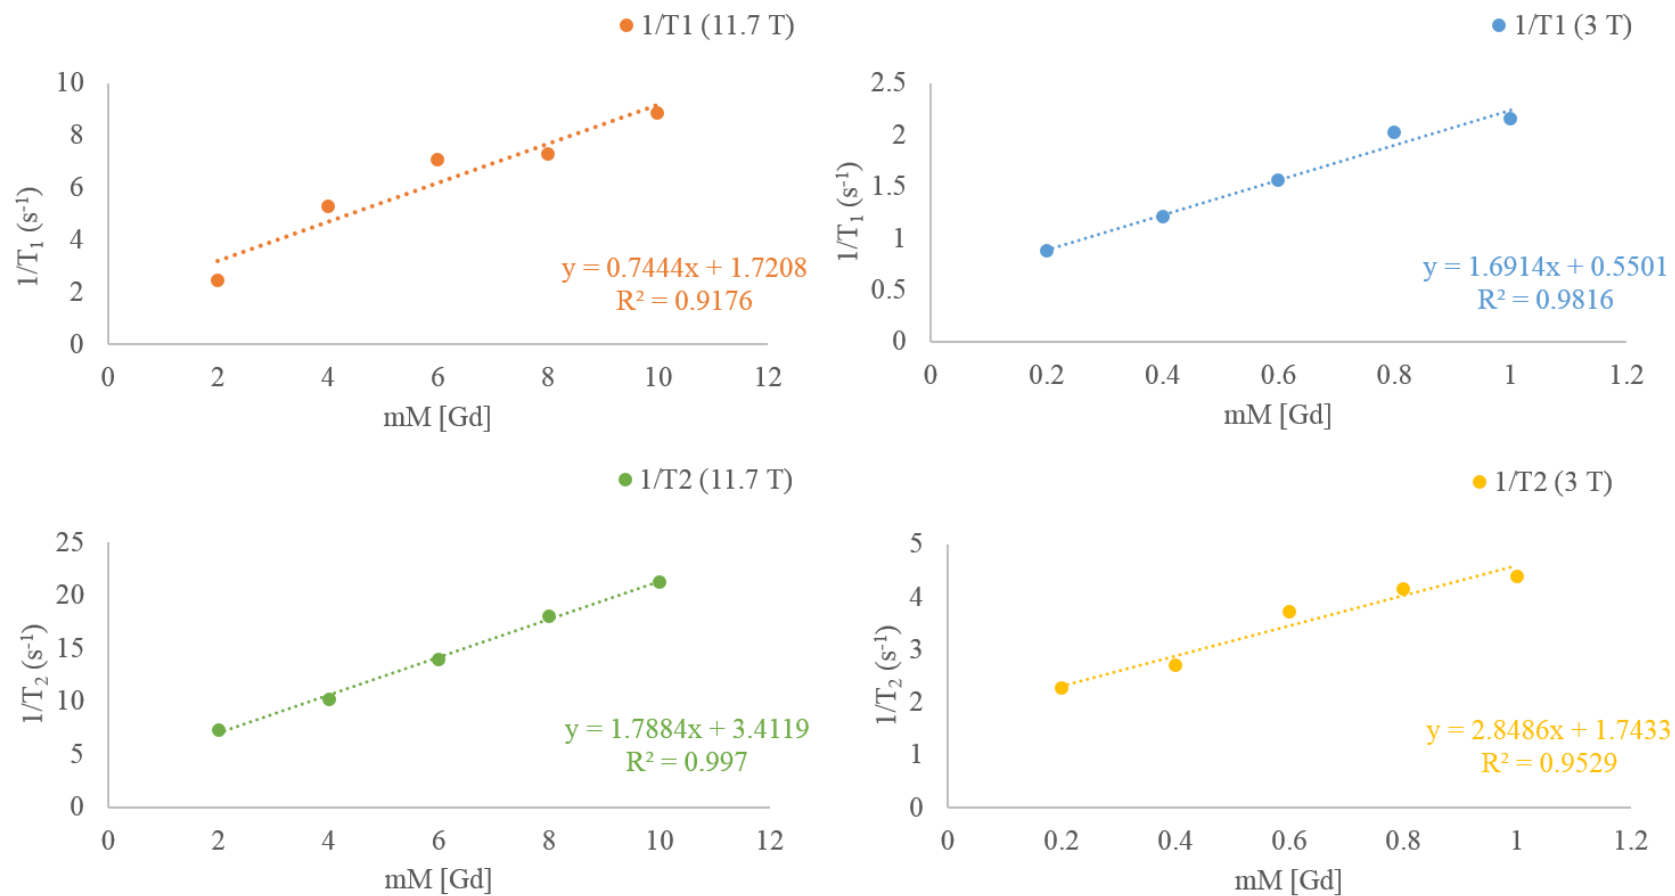 1/T1 (11.7 T)
10
8
6
4
2
0
1/T₁ (s⁻¹)
y = 0.7444x + 1.7208
R² = 0.9176
0 2 4 6 8 10 12
mM [Gd]
1/T1 (3 T)
2.5
2
1.5
1
0.5
0
1/T₁ (s⁻¹)
y = 1.6914x + 0.5501
R² = 0.9816
0 0.2 0.4 0.6 0.8 1 1.2
mM [Gd]
1/T2 (11.7 T)
25
20
15
10
5
0
1/T₂ (s⁻¹)
y = 1.7884x + 3.4119
R² = 0.997
0 2 4 6 8 10 12
mM [Gd]
1/T2 (3 T)
5
4
3
2
1
0
1/T₂ (s⁻¹)
y = 2.8486x + 1.7433
R² = 0.9529
0 0.2 0.4 0.6 0.8 1 1.2
mM [Gd]